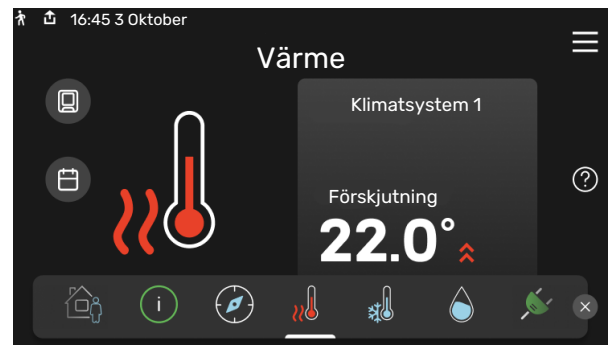 16:45 3 Oktober
Värme
Klimatsystem 1
Förskjutning
22.0°
i
?